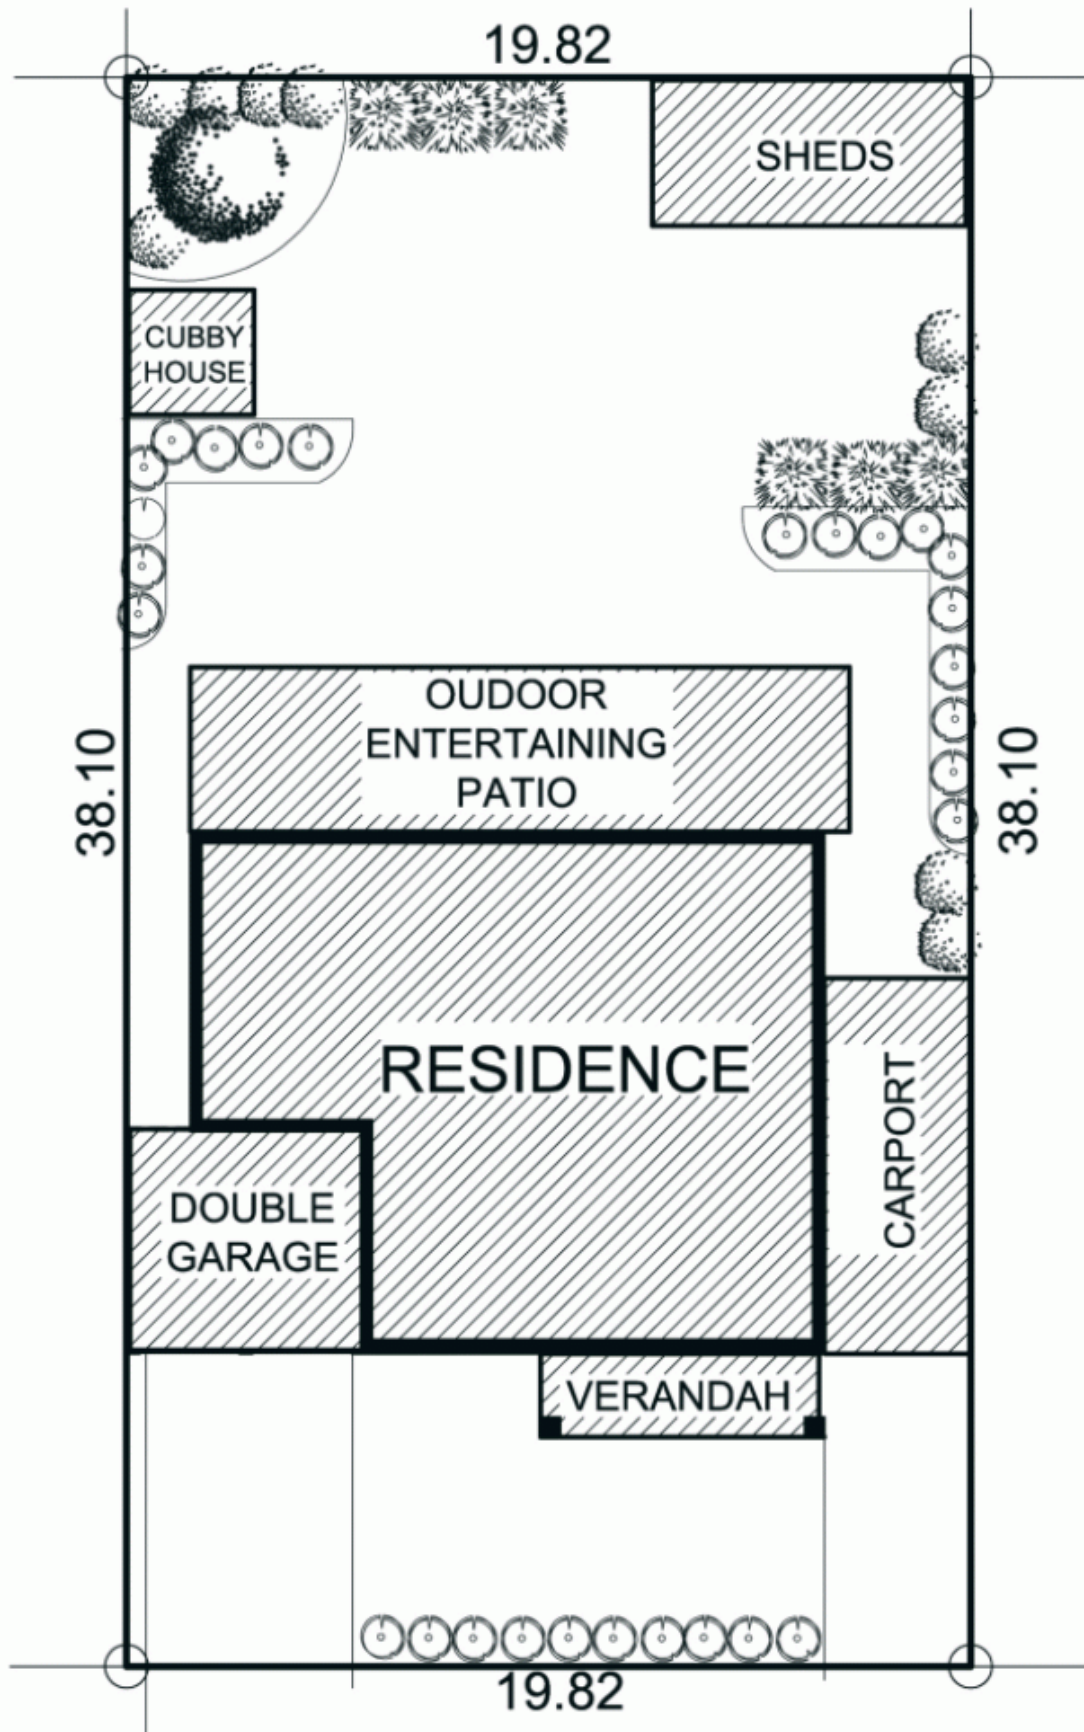 19.82
SHEDS
CUBBY
HOUSE
OUDOOR
ENTERTAINING
PATIO
38.10
38.10
RESIDENCE
CARPORT
DOUBLE
GARAGE
VERANDAH
19.82